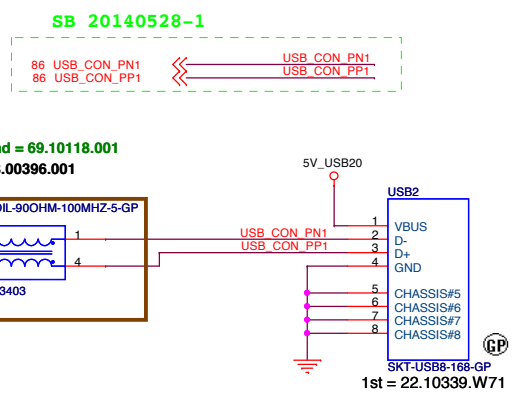 SB 20140528-1
86 USB_CON_PN1 USB_CON_PN1
86 USB_CON_PP1 USB_CON_PP1
nd = 69.10118.001
.00396.001
5V_USB20
USB2
OIL-90OHM-100MHZ-5-GP
1 USB_CON_PN1 1 VBUS
2 D-
USB_CON_PP1 3 D+
4 4 GND
3403
5 CHASSIS#5
6 CHASSIS#6
7 CHASSIS#7
8 CHASSIS#8
GP
SKT-USB8-168-GP
1st = 22.10339.W71